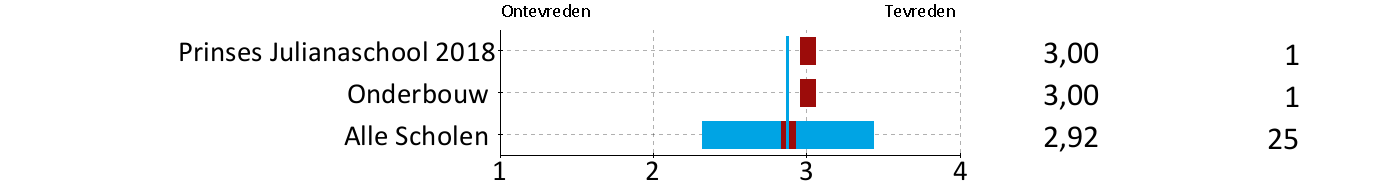 Ontevreden Tevreden
Prinses Julianaschool 2018 3,00 1
Onderbouw 3,00 1
Alle Scholen 2,92 25
1 2 3 4